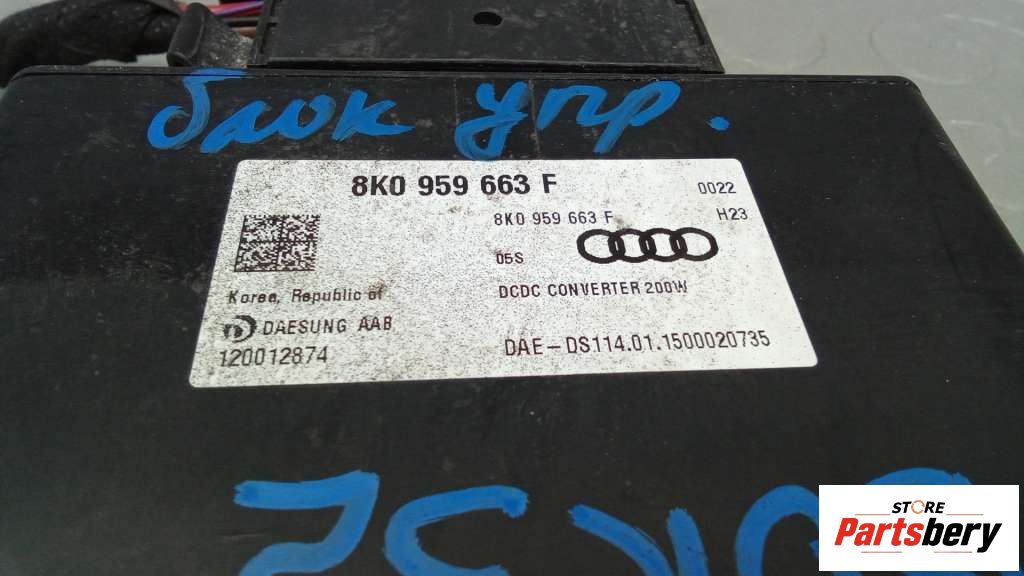 блок упр.
8K0 959 663 F 0022
8K0 959 663 F H23
05S
DCDC CONVERTER 200W
Korea, Republic of
DAESUNG AAB
120012874
DAE-DS114.01.1500020735
STORE
Partsbery